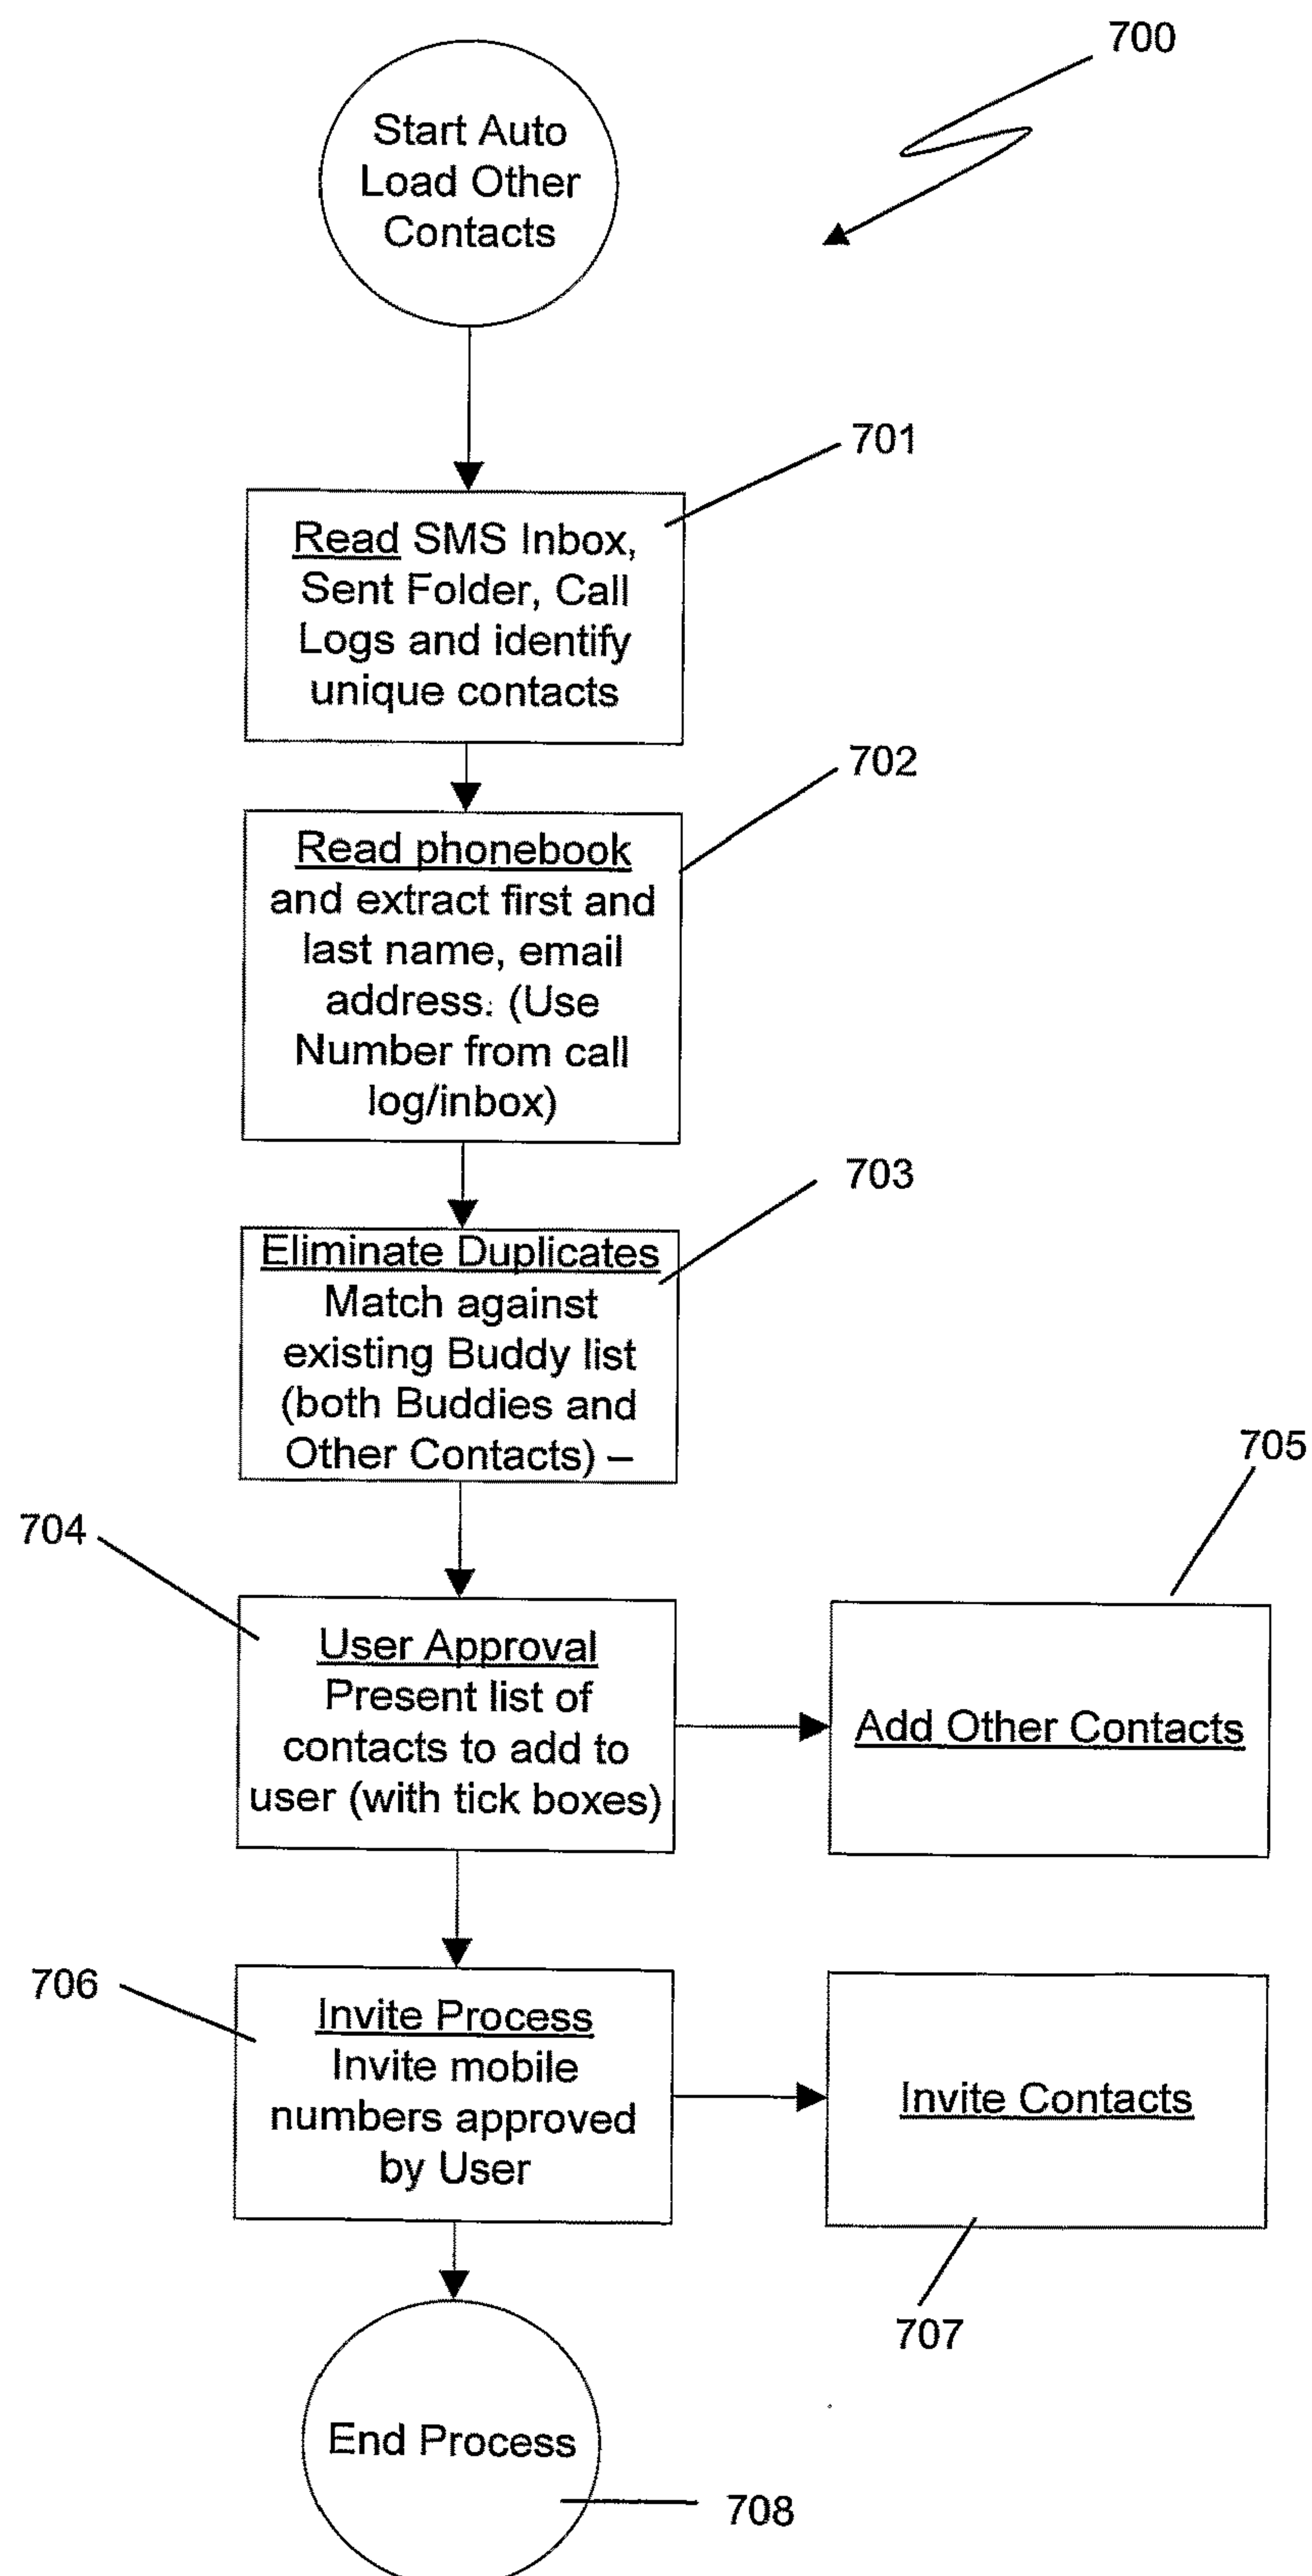 700
Start Auto
Load Other
Contacts
701
Read SMS Inbox,
Sent Folder, Call
Logs and identify
unique contacts
702
Read phonebook
and extract first and
last name, email
address. (Use
Number from call
log/inbox)
703
Eliminate Duplicates
Match against
existing Buddy list
(both Buddies and
Other Contacts) –
704
User Approval
Present list of
contacts to add to
user (with tick boxes)
705
Add Other Contacts
706
Invite Process
Invite mobile
numbers approved
by User
Invite Contacts
707
End Process
708